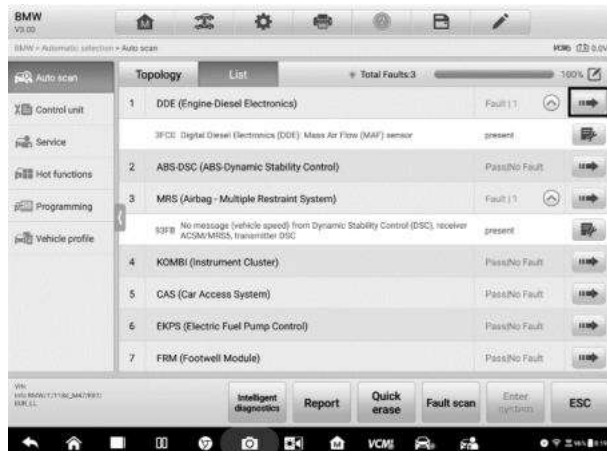 BMW
V3.00
BMW > Automatic selection > Auto scan
VCMI 0.0V
Auto scan
Topology
List
Total Faults:3
100%
Control unit
Service
Hot functions
Programming
Vehicle profile
1 DDE (Engine-Diesel Electronics) Fault | 1
Digital Diesel Electronics (DDE): Mass Air Flow (MAF) sensor present
2 ABS-DSC (ABS-Dynamic Stability Control) Pass/No Fault
3 MRS (Airbag - Multiple Restraint System) Fault | 1
93FB No message (vehicle speed) from Dynamic Stability Control (DSC), receiver
ACSM/MRS5, transmitter DSC present
4 KOMBI (Instrument Cluster) Pass/No Fault
5 CAS (Car Access System) Pass/No Fault
6 EKPS (Electric Fuel Pump Control) Pass/No Fault
7 FRM (Footwell Module) Pass/No Fault
VIN:
Intelligent
diagnostics
Report
Quick
erase
Fault scan
Enter
system
ESC
VCMI